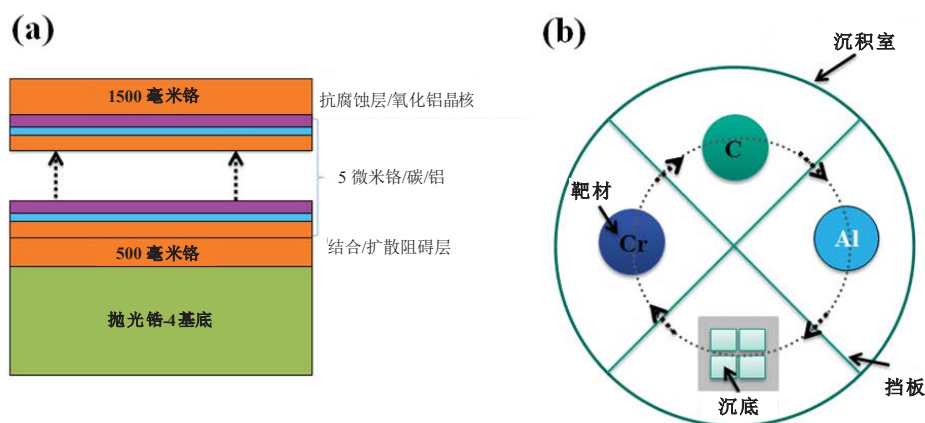 (a)
1500 毫米铬
抗腐蚀层/氧化铝晶核
5 微米铬/碳/铝
500 毫米铬
结合/扩散阻碍层
抛光锆-4基底
(b)
沉积室
C
靶材
Cr
Al
沉底
挡板